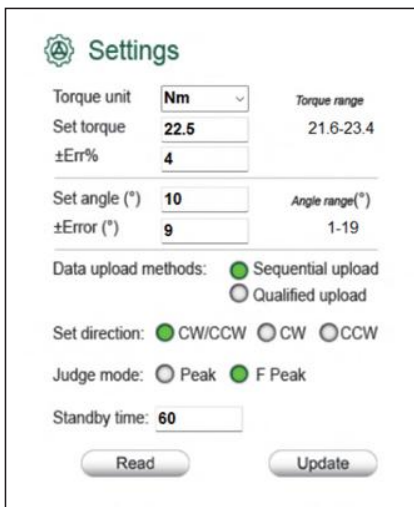 Settings
Torque unit Nm Torque range
Set torque 22.5 21.6-23.4
±Err% 4
Set angle (°) 10 Angle range(°)
±Error (°) 9 1-19
Data upload methods: Sequential upload
Qualified upload
Set direction: CW/CCW CW CCW
Judge mode: Peak F Peak
Standby time: 60
Read Update